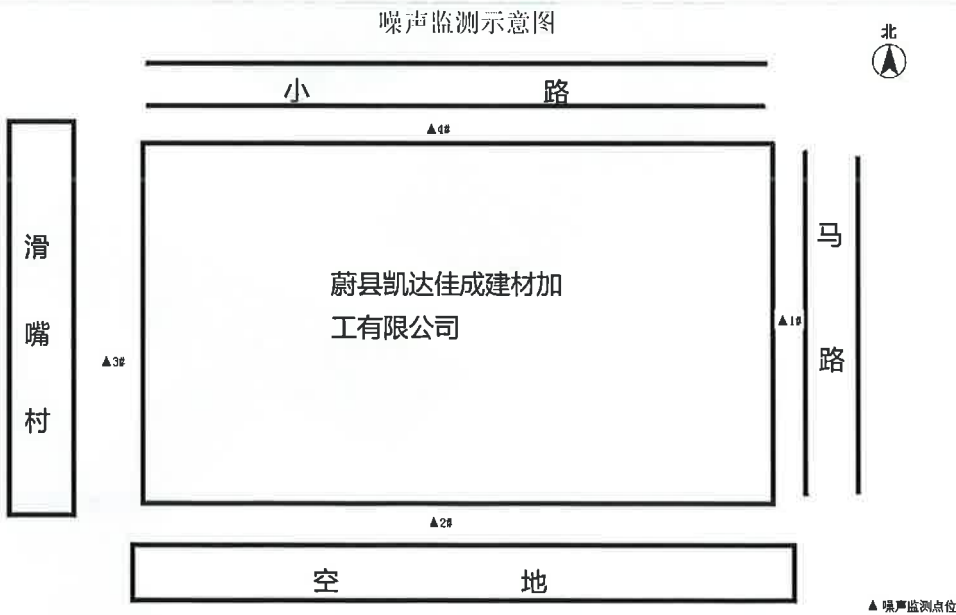 噪声监测示意图
北
小 路
▲4#
滑嘴村
蔚县凯达佳成建材加
工有限公司
马路
▲1#
▲3#
▲2#
空 地
▲ 噪声监测点位